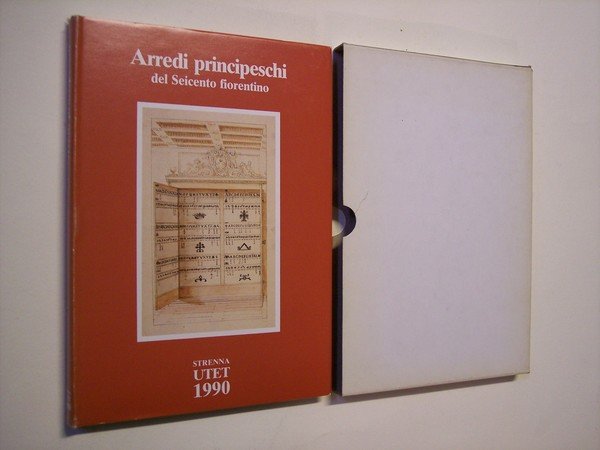 Arredi principeschi
del Seicento fiorentino
STRENNA
UTET
1990